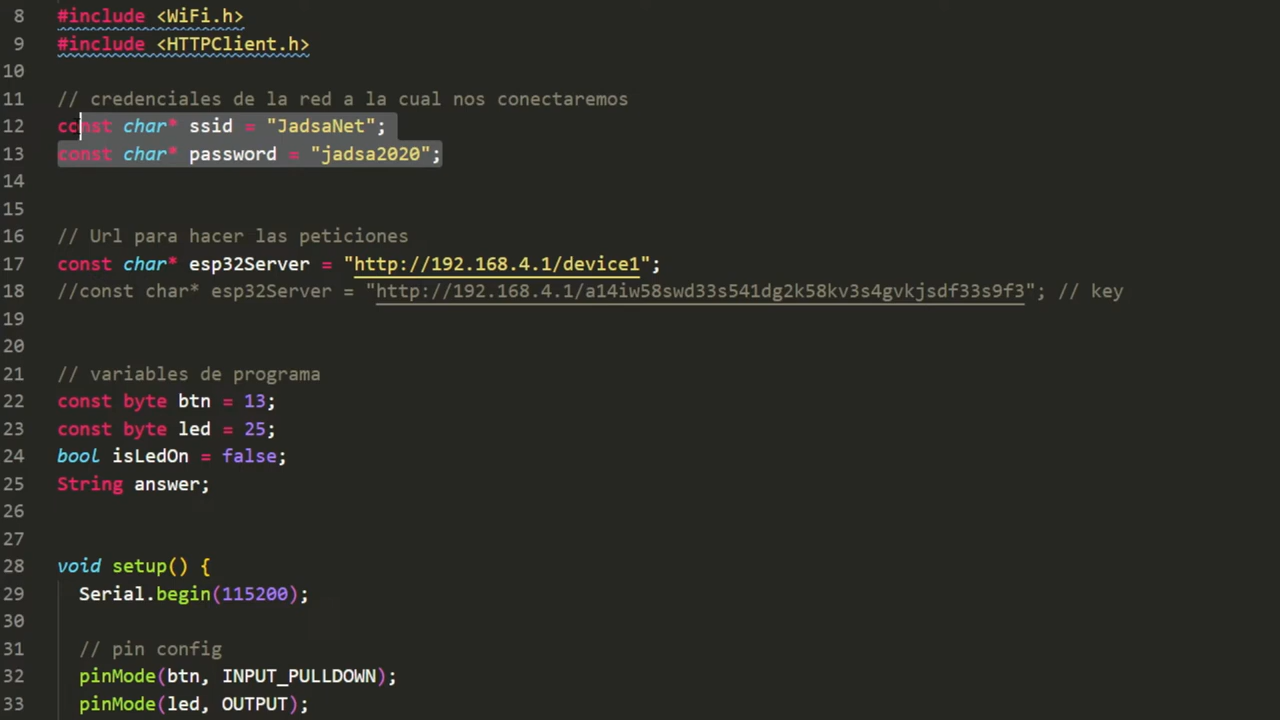 8 #include <WiFi.h>
9 #include <HTTPClient.h>
10
11 // credenciales de la red a la cual nos conectaremos
12 const char* ssid = "JadsaNet";
13 const char* password = "jadsa2020";
14
15
16 // Url para hacer las peticiones
17 const char* esp32Server = "http://192.168.4.1/device1";
18 //const char* esp32Server = "http://192.168.4.1/a14iw58swd33s541dg2k58kv3s4gvkjsdf33s9f3"; // key
19
20
21 // variables de programa
22 const byte btn = 13;
23 const byte led = 25;
24 bool isLedOn = false;
25 String answer;
26
27
28 void setup() {
29 Serial.begin(115200);
30
31 // pin config
32 pinMode(btn, INPUT_PULLDOWN);
33 pinMode(led, OUTPUT);